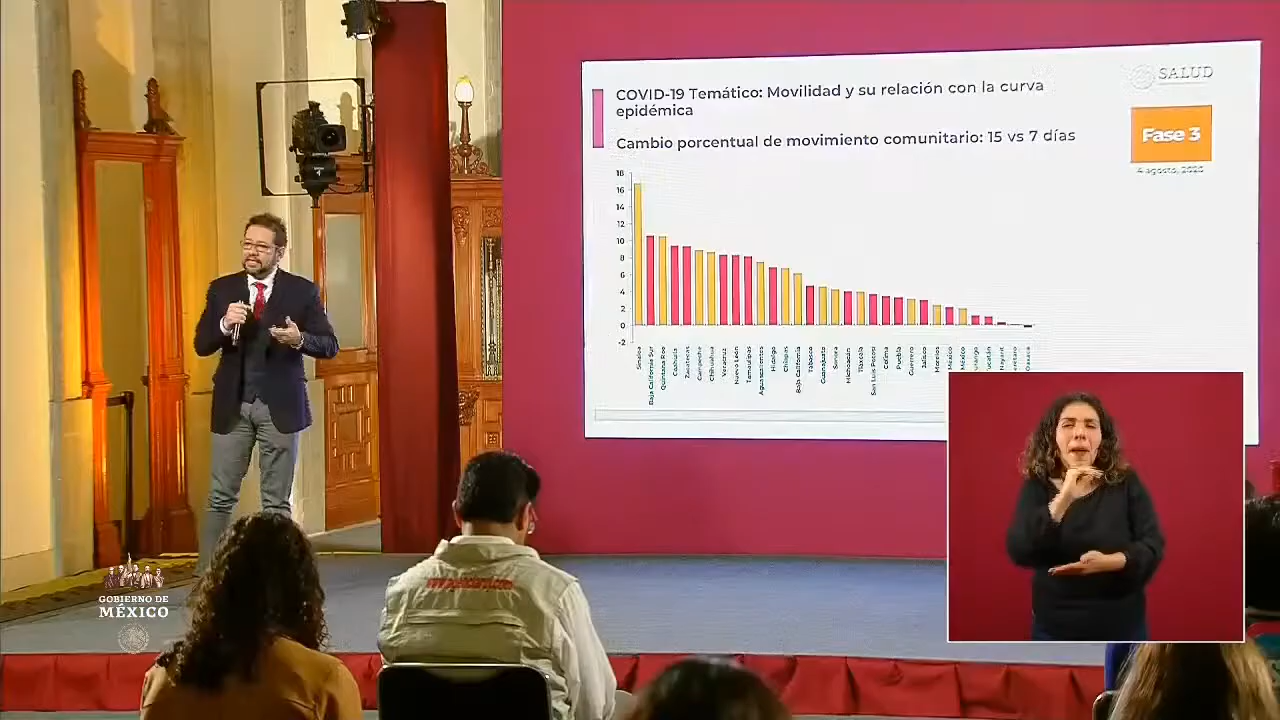 COVID-19 Temático: Movilidad y su relación con la curva
epidémica
Cambio porcentual de movimiento comunitario: 15 vs 7 días
SALUD
Fase 3
4 agosto, 2020
18
16
14
12
10
8
6
4
2
0
-2
Sinaloa
Baja California Sur
Quintana Roo
Coahuila
Zacatecas
Campeche
Chihuahua
Veracruz
Nuevo León
Tamaulipas
Aguascalientes
Hidalgo
Chiapas
Baja California
Tabasco
Guanajuato
Sonora
Michoacán
Tlaxcala
San Luis Potosí
Colima
Puebla
Guerrero
Jalisco
Morelos
México
México
Nayarit
Oaxaca
GOBIERNO DE
MÉXICO